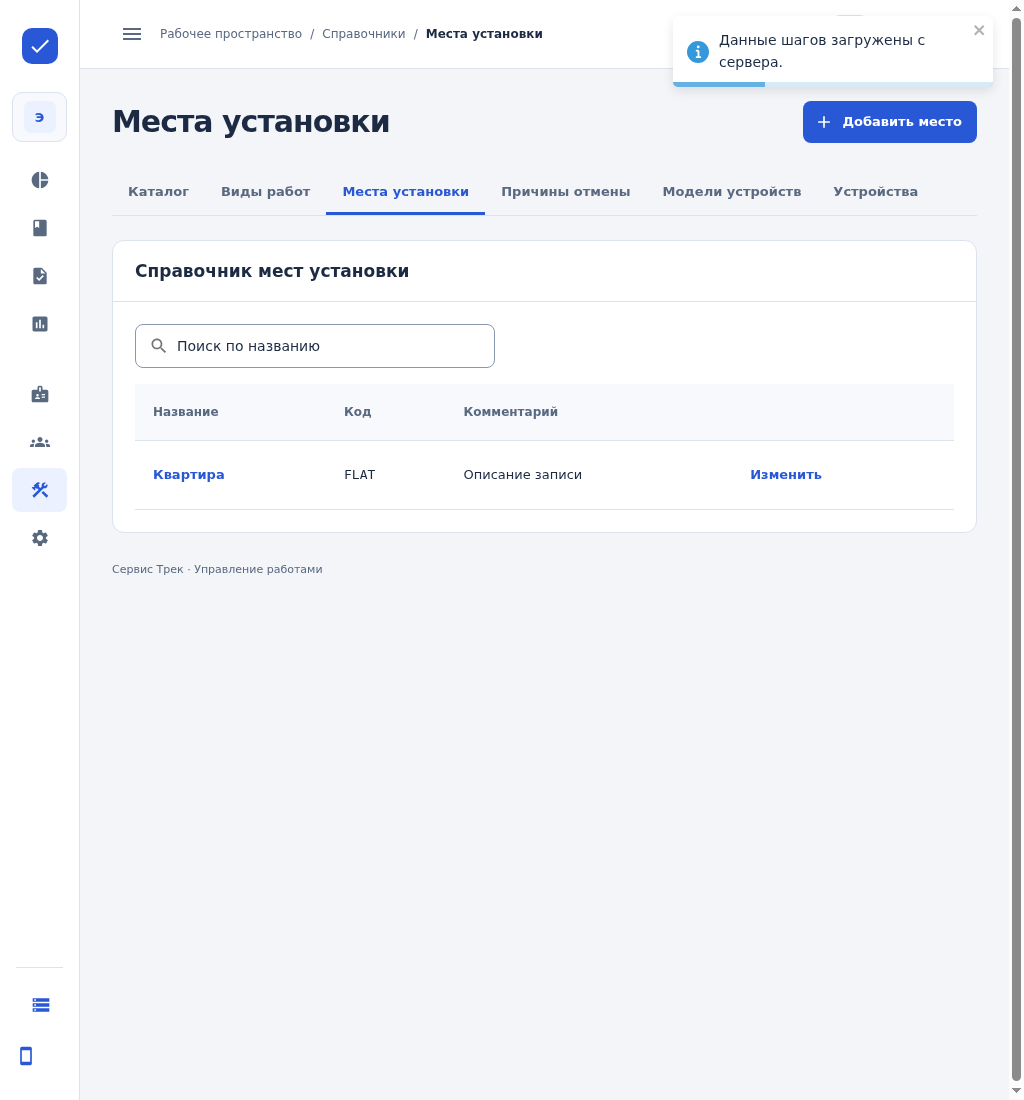 Рабочее пространство / Справочники / Места установки
Данные шагов загружены с
сервера.
Э
Места установки
Добавить место
Каталог Виды работ Места установки Причины отмены Модели устройств Устройства
Справочник мест установки
Поиск по названию
Название Код Комментарий
Квартира FLAT Описание записи Изменить
Сервис Трек · Управление работами